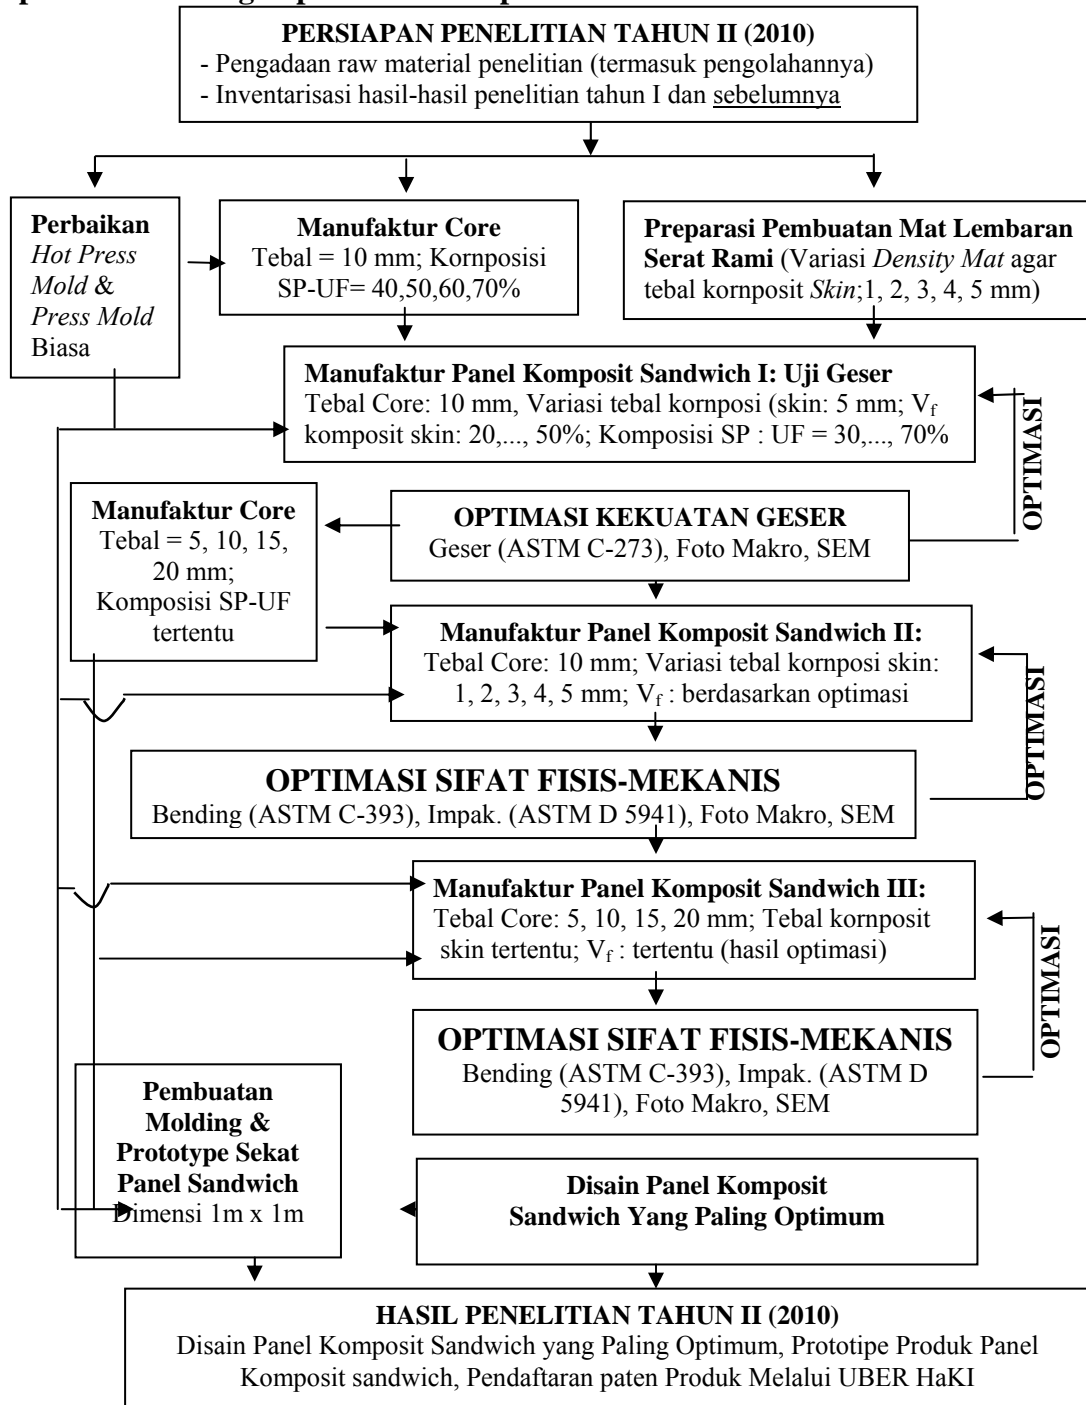 PERSIAPAN PENELITIAN TAHUN II (2010)
- Pengadaan raw material penelitian (termasuk pengolahannya)
- Inventarisasi hasil-hasil penelitian tahun I dan sebelumnya
Perbaikan
Hot Press
Mold &
Press Mold
Biasa
Manufaktur Core
Tebal = 10 mm; Kornposisi
SP-UF= 40,50,60,70%
Preparasi Pembuatan Mat Lembaran
Serat Rami (Variasi Density Mat agar
tebal kornposit Skin;1, 2, 3, 4, 5 mm)
Manufaktur Panel Komposit Sandwich I: Uji Geser
Tebal Core: 10 mm, Variasi tebal kornposi (skin: 5 mm; Vf
komposit skin: 20,..., 50%; Komposisi SP : UF = 30,..., 70%
OPTIMASI
Manufaktur Core
Tebal = 5, 10, 15,
20 mm;
Komposisi SP-UF
tertentu
OPTIMASI KEKUATAN GESER
Geser (ASTM C-273), Foto Makro, SEM
Manufaktur Panel Komposit Sandwich II:
Tebal Core: 10 mm; Variasi tebal kornposi skin:
1, 2, 3, 4, 5 mm; Vf : berdasarkan optimasi
OPTIMASI
OPTIMASI SIFAT FISIS-MEKANIS
Bending (ASTM C-393), Impak. (ASTM D 5941), Foto Makro, SEM
Manufaktur Panel Komposit Sandwich III:
Tebal Core: 5, 10, 15, 20 mm; Tebal kornposit
skin tertentu; Vf : tertentu (hasil optimasi)
OPTIMASI
OPTIMASI SIFAT FISIS-MEKANIS
Bending (ASTM C-393), Impak. (ASTM D
5941), Foto Makro, SEM
Pembuatan
Molding &
Prototype Sekat
Panel Sandwich
Dimensi 1m x 1m
Disain Panel Komposit
Sandwich Yang Paling Optimum
HASIL PENELITIAN TAHUN II (2010)
Disain Panel Komposit Sandwich yang Paling Optimum, Prototipe Produk Panel
Komposit sandwich, Pendaftaran paten Produk Melalui UBER HaKI